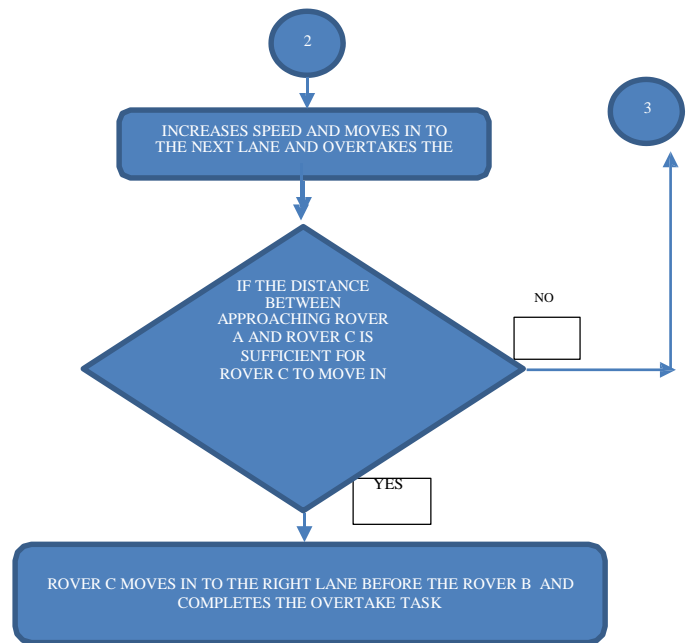 2
3
INCREASES SPEED AND MOVES IN TO
THE NEXT LANE AND OVERTAKES THE
IF THE DISTANCE
BETWEEN
APPROACHING ROVER
A AND ROVER C IS
SUFFICIENT FOR
ROVER C TO MOVE IN
NO
YES
ROVER C MOVES IN TO THE RIGHT LANE BEFORE THE ROVER B AND
COMPLETES THE OVERTAKE TASK